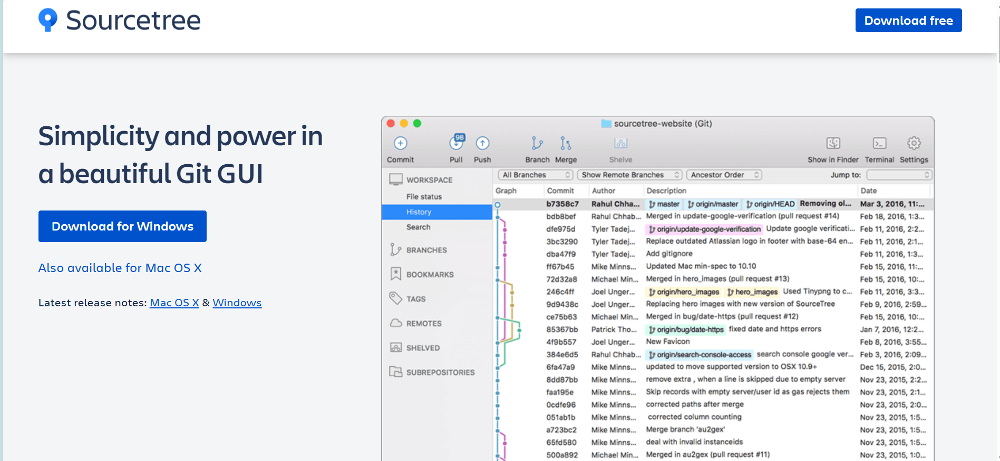 Sourcetree
Download free
Simplicity and power in
a beautiful Git GUI
Download for Windows
Also available for Mac OS X
Latest release notes: Mac OS X & Windows
sourcetree-website (Git)
98
Commit Pull Push Branch Merge Shelve Show in Finder Terminal Settings
WORKSPACE
File status
History
Search
BRANCHES
BOOKMARKS
TAGS
REMOTES
SHELVED
SUBREPOSITORIES
All Branches Show Remote Branches Ancestor Order Jump to:
Graph Commit Author Description Date
b7358c7 Rahul Chha... master origin/master origin/HEAD Removing ol... Mar 3, 2016, 11:...
bdb8bef Rahul Chhab... Merged in update-google-verification (pull request #14) Feb 18, 2016, 1:3...
dfe975d Tyler Tadej... origin/update-google-verification Update google verificati... Feb 11, 2016, 2:2...
3bc3290 Tyler Tadej... Replace outdated Atlassian logo in footer with base-64 en... Feb 11, 2016, 2:1...
dba47f9 Tyler Tadej... Add gitignore Feb 11, 2016, 1:3...
ff67b45 Mike Minns... Updated Mac min-spec to 10.10 Feb 15, 2016, 11:...
72d32a8 Michael Min... Merged in hero_images (pull request #13) Feb 15, 2016, 10:...
246c4ff Joel Unger... origin/hero_images hero_images Used Tinypng to c... Feb 11, 2016, 3:3...
9d9438c Joel Unger... Replacing hero images with new version of SourceTree Feb 9, 2016, 2:59...
ce75b63 Michael Min... Merged in bug/date-https (pull request #12) Feb 15, 2016, 10:...
85367bb Patrick Tho... origin/bug/date-https fixed date and https errors Jan 7, 2016, 12:2...
4f9b557 Joel Unger... New Favicon Feb 8, 2016, 3:55...
384e6d5 Rahul Chhab... origin/search-console-access search console google ver... Feb 3, 2016, 2:09...
6fa47a9 Mike Minns... updated to move supported version to OSX 10.9+ Dec 15, 2015, 2:0...
8dd87bb Mike Minns... remove extra , when a line is skipped due to empty server Nov 23, 2015, 2:2...
faa195e Mike Minns... Skip records with empty server/user id as gas rejects them Nov 23, 2015, 2:1...
0cdfe96 Mike Minns... corrected paths after merge Nov 23, 2015, 2:0...
051ab1b Mike Minns... corrected column counting Nov 23, 2015, 1:5...
a723bc2 Mike Minns... Merge branch 'au2gex' Nov 23, 2015, 1:5...
65fd580 Mike Minns... deal with invalid instanceids Nov 23, 2015, 1:5...
500a892 Michael Min... Merged in au2gex (pull request #11) Nov 23, 2015, 1:0...